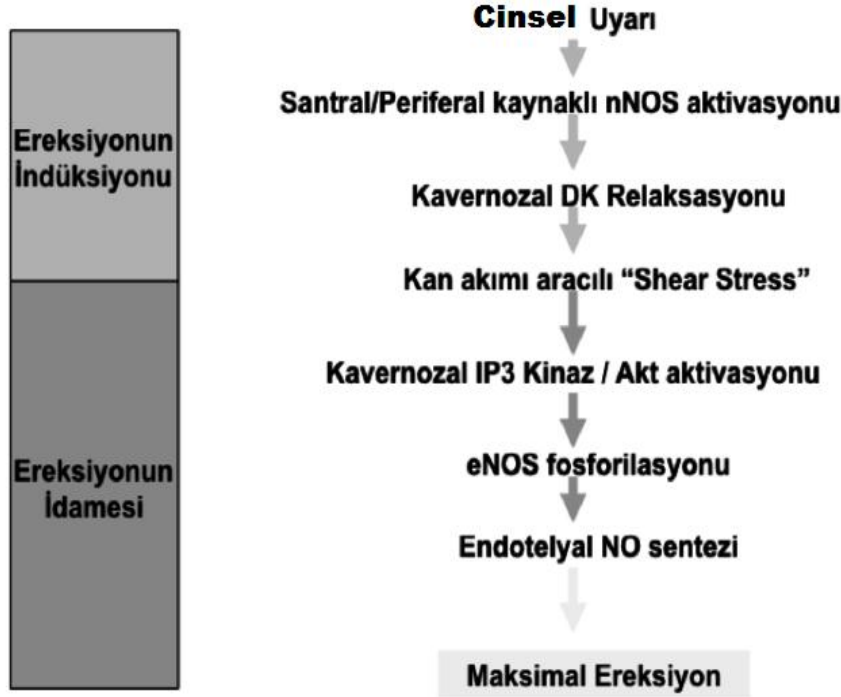 Cinsel Uyarı
Santral/Periferal kaynaklı nNOS aktivasyonu
Ereksiyonun
İndüksiyonu
Kavernozal DK Relaksasyonu
Kan akımı aracılı “Shear Stress”
Kavernozal IP3 Kinaz / Akt aktivasyonu
Ereksiyonun
İdamesi
eNOS fosforilasyonu
Endotelyal NO sentezi
Maksimal Ereksiyon